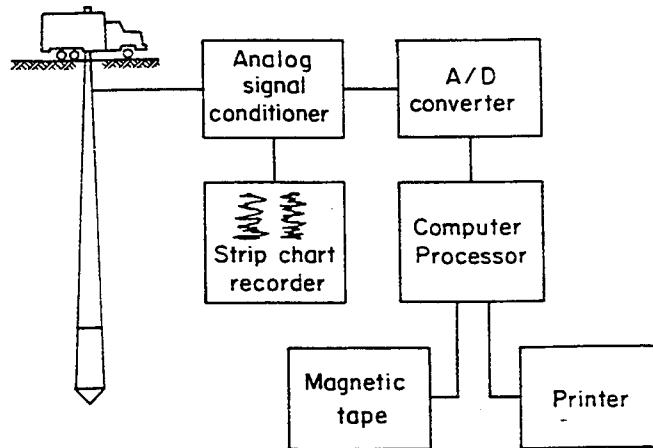 Analog
signal
conditioner
A/D
converter
Strip chart
recorder
Computer
Processor
Magnetic
tape
Printer